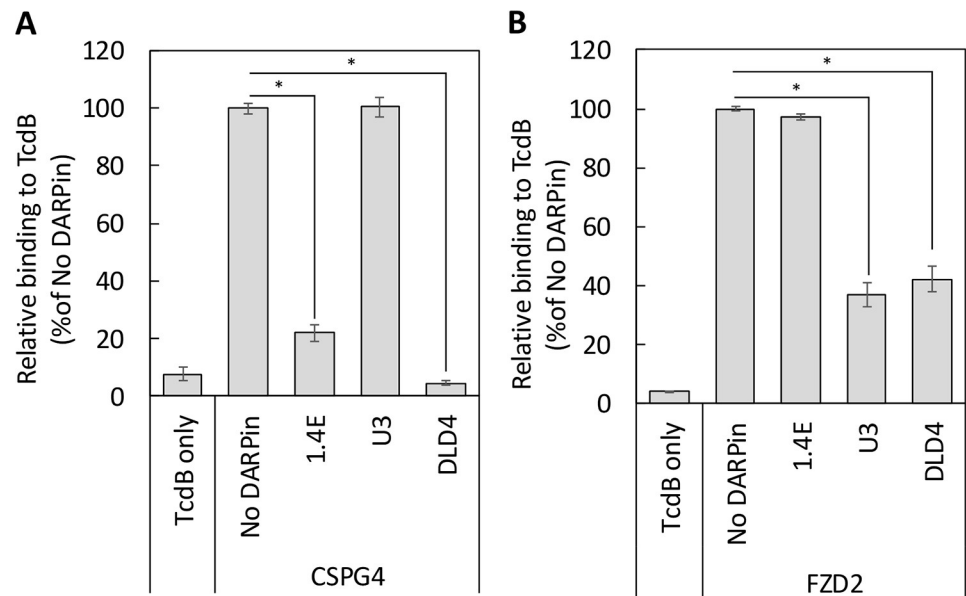 A
Relative binding to TcdB
(%of No DARPin)
120
100
80
60
40
20
0
*
*
TcdB only
No DARPin
1.4E
U3
DLD4
CSPG4
B
Relative binding to TcdB
(%of No DARPin)
120
100
80
60
40
20
0
*
*
TcdB only
No DARPin
1.4E
U3
DLD4
FZD2